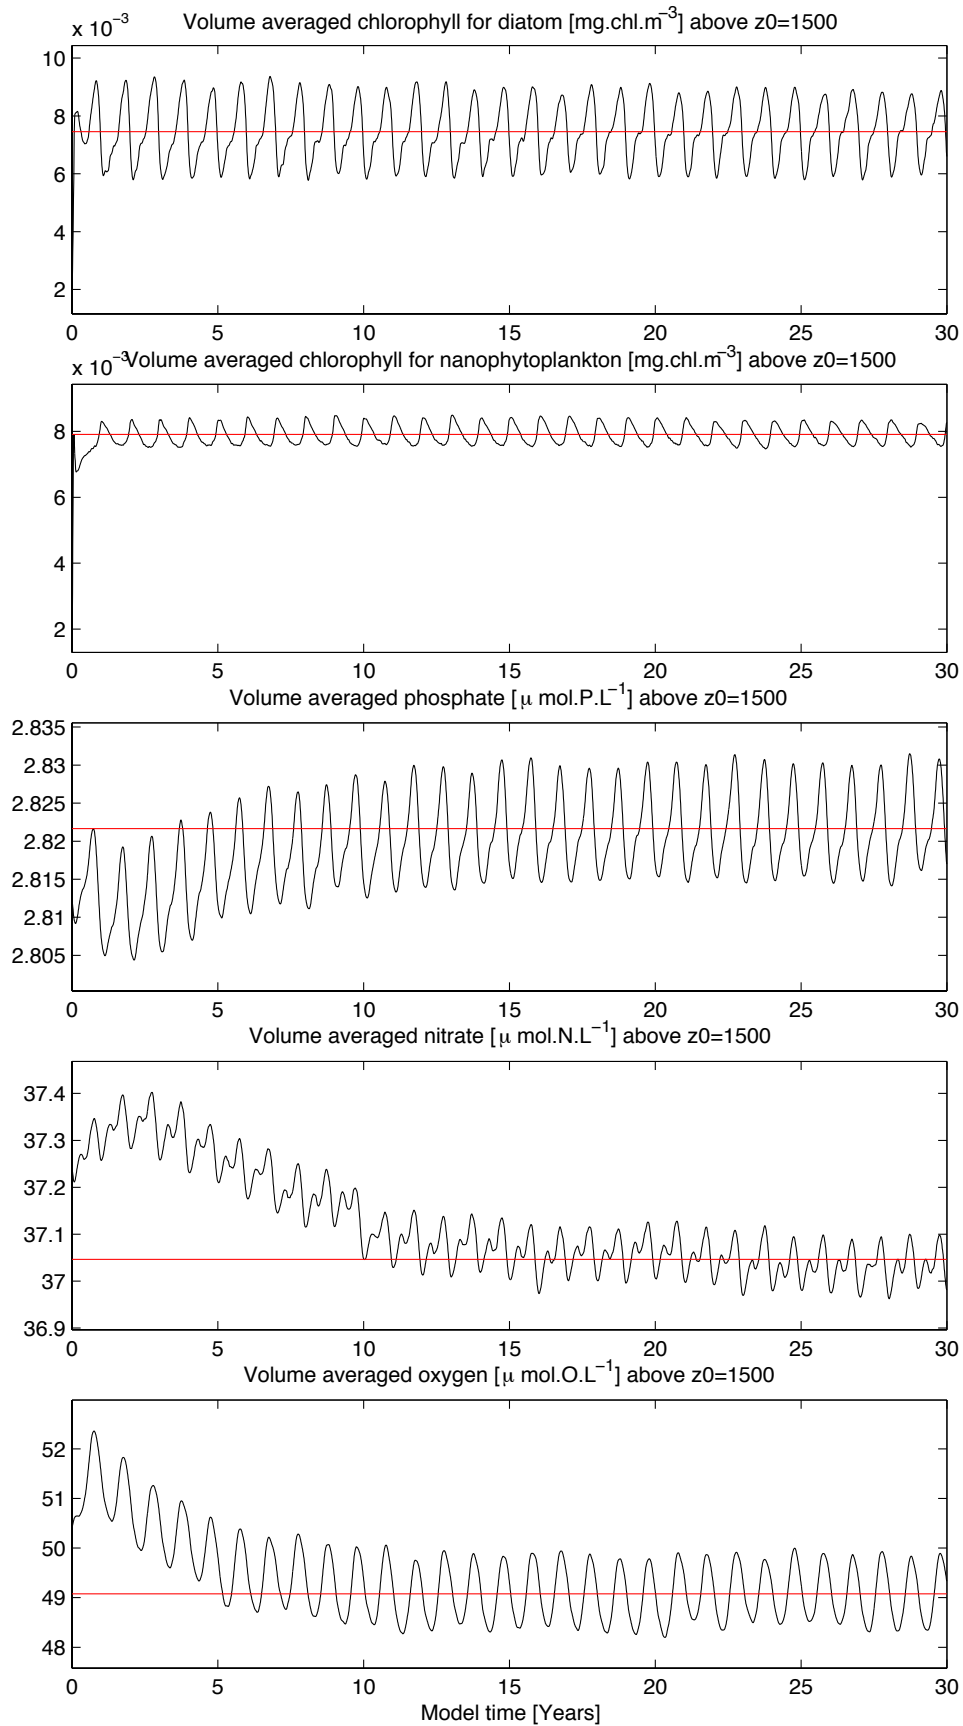 x 10⁻³ Volume averaged chlorophyll for diatom [mg.chl.m⁻³] above z0=1500
10
8
6
4
2
0 5 10 15 20 25 30
x 10⁻³ Volume averaged chlorophyll for nanophytoplankton [mg.chl.m⁻³] above z0=1500
8
6
4
2
0 5 10 15 20 25 30
Volume averaged phosphate [μ mol.P.L⁻¹] above z0=1500
2.835
2.83
2.825
2.82
2.815
2.81
2.805
0 5 10 15 20 25 30
Volume averaged nitrate [μ mol.N.L⁻¹] above z0=1500
37.4
37.3
37.2
37.1
37
36.9
0 5 10 15 20 25 30
Volume averaged oxygen [μ mol.O.L⁻¹] above z0=1500
52
51
50
49
48
0 5 10 15 20 25 30
Model time [Years]